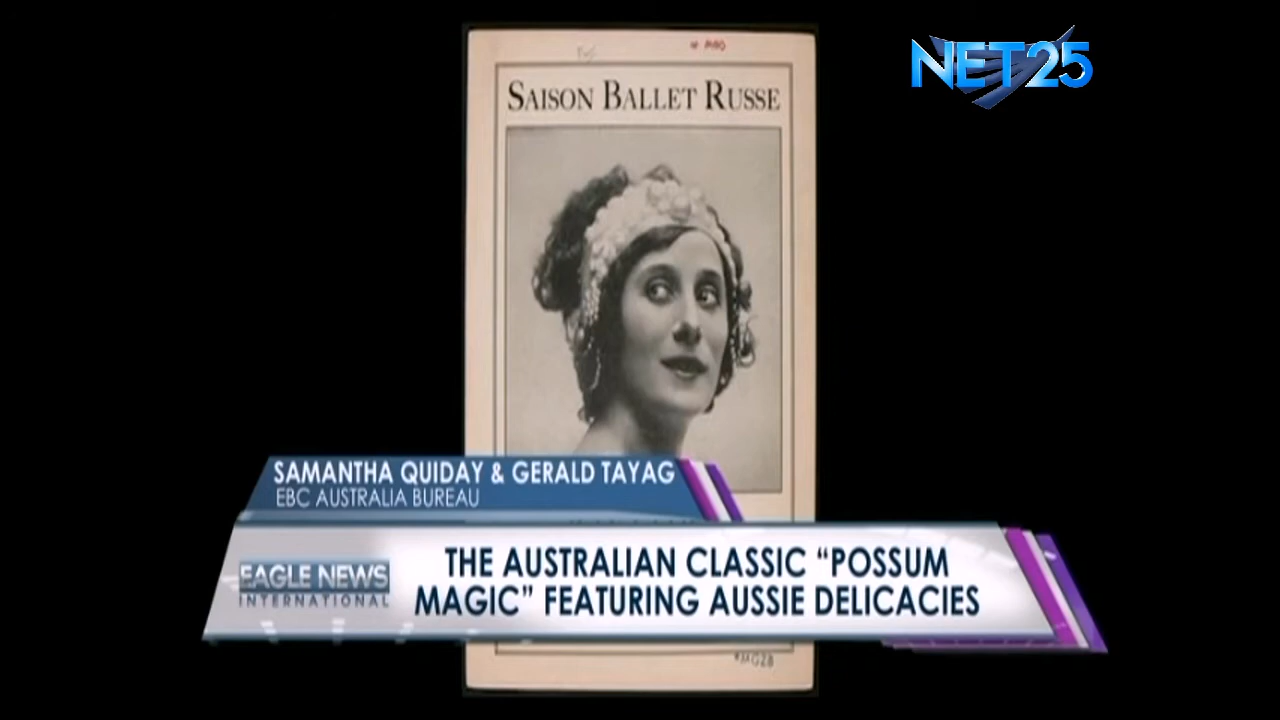 NET25
SAISON BALLET RUSSE
SAMANTHA QUIDAY & GERALD TAYAG
EBC AUSTRALIA BUREAU
EAGLE NEWS
INTERNATIONAL
THE AUSTRALIAN CLASSIC “POSSUM
MAGIC” FEATURING AUSSIE DELICACIES